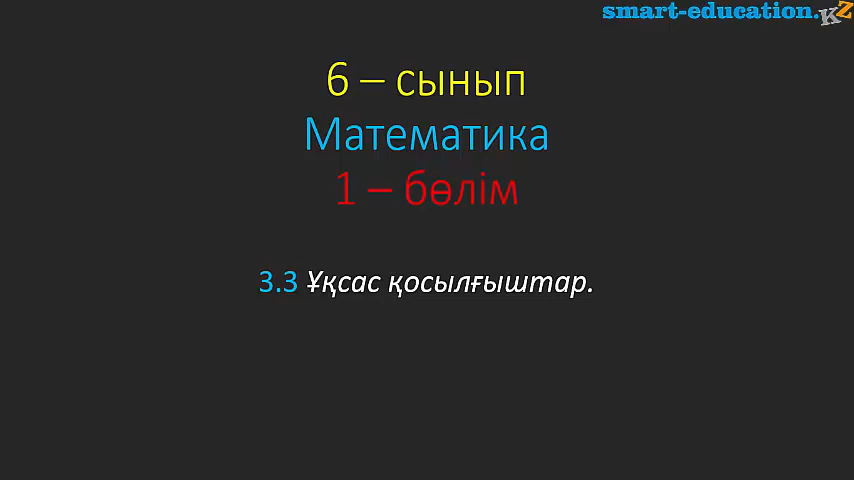 smart-education.KZ
6 – сынып
Математика
1 – бөлім
3.3 Ұқсас қосылғыштар.